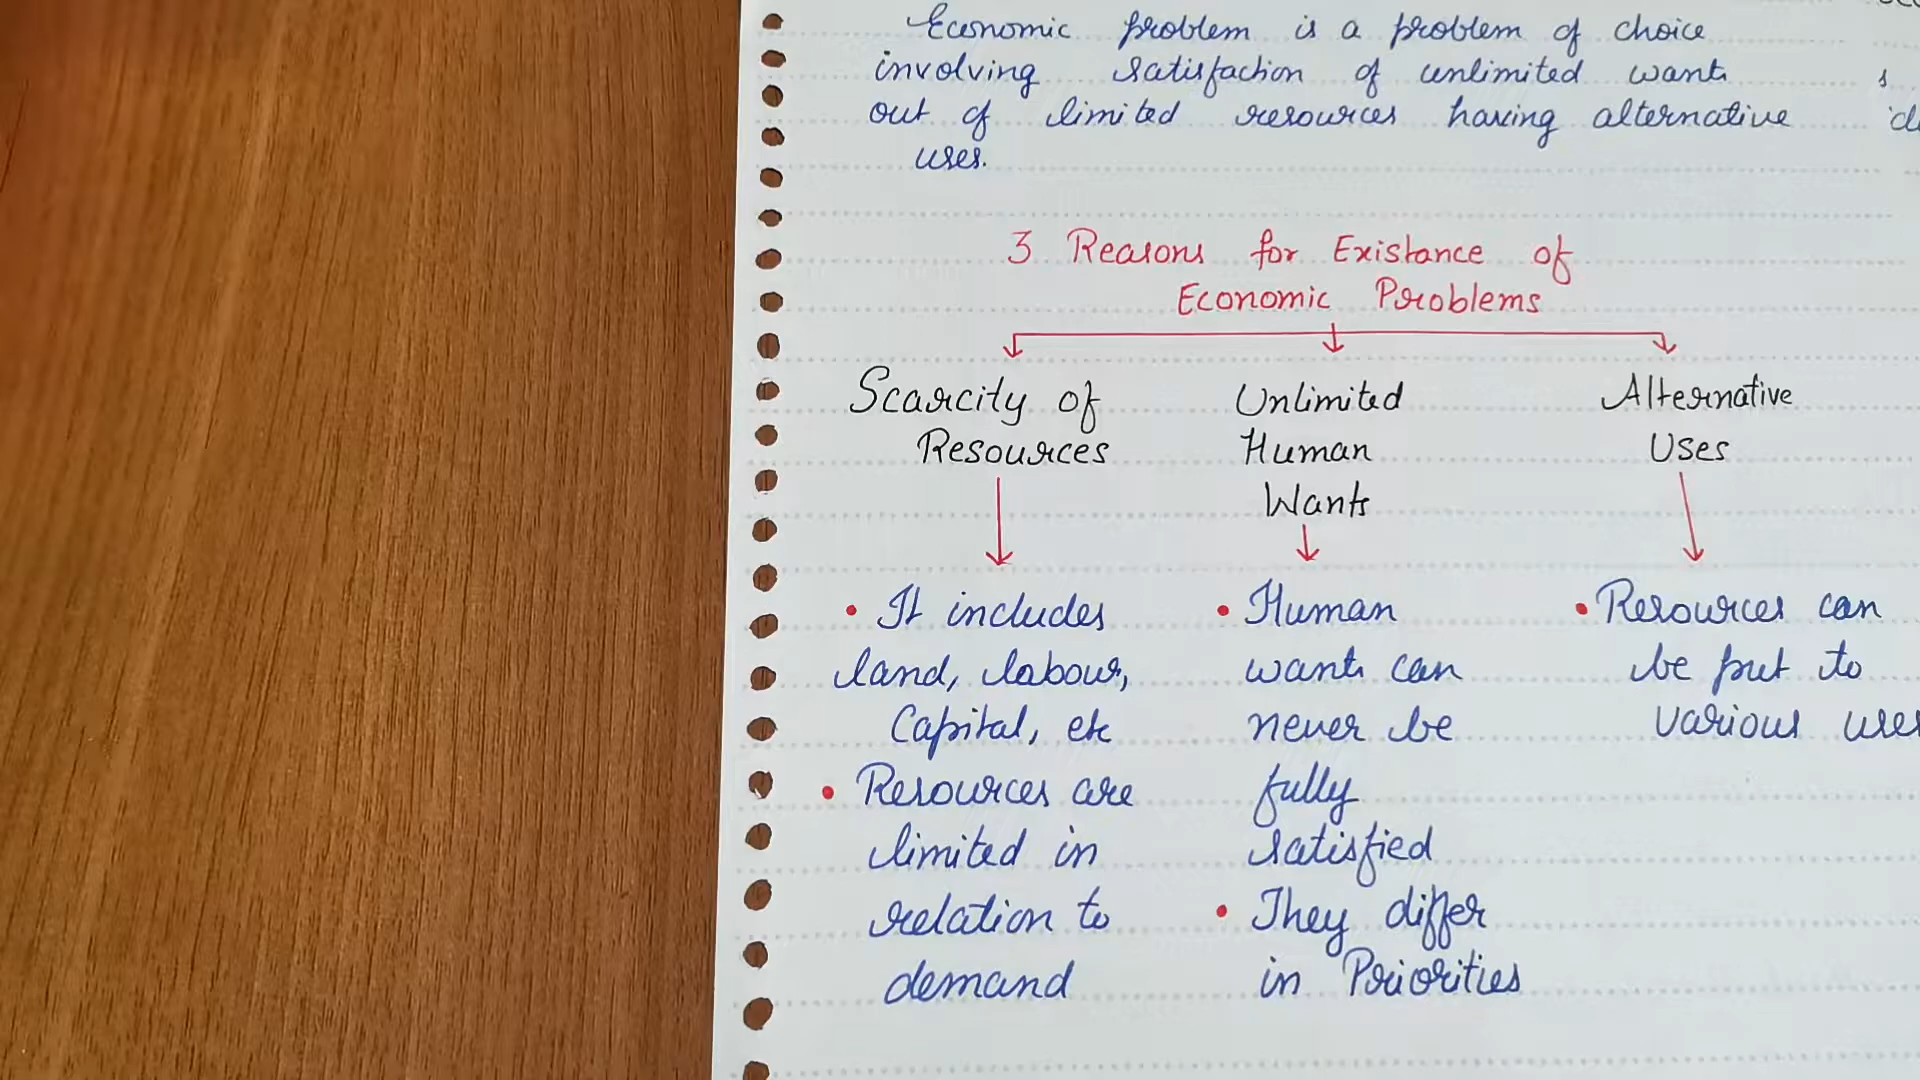 Economic problem is a problem of choice
involving satisfaction of unlimited wants
out of limited resources having alternative
uses.
3 Reasons for Existance of
Economic Problems
Scarcity of
Resources
Unlimited
Human
Wants
Alternative
Uses
• It includes
land, labour,
Capital, etc
• Resources are
limited in
relation to
demand
• Human
wants can
never be
fully
satisfied
• They differ
in Priorities
• Resources can
be put to
various uses